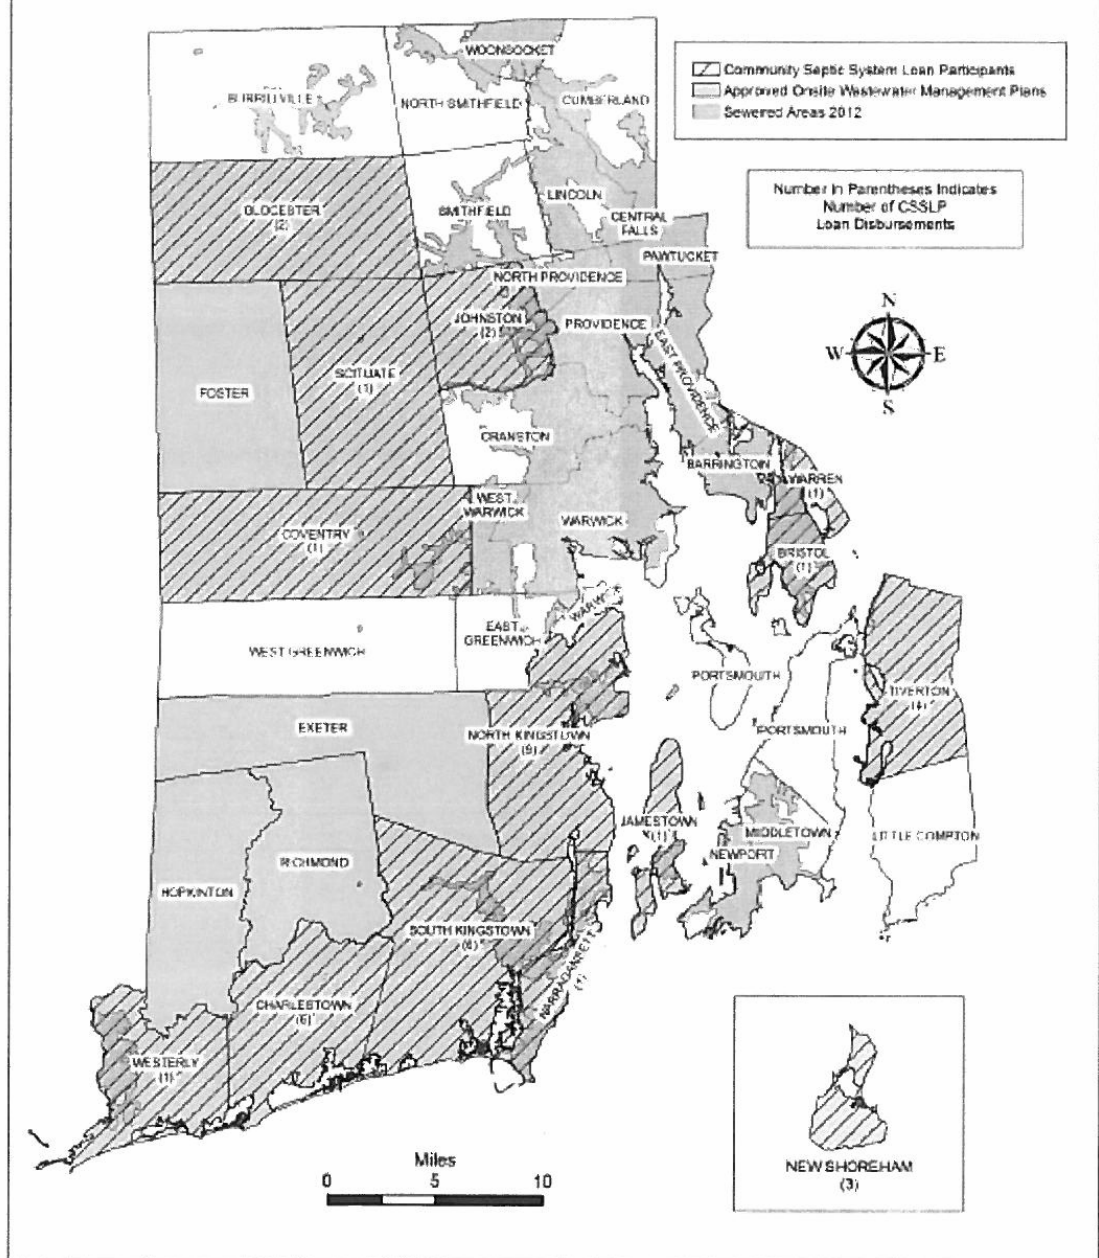 WOONSOCKET
BURRILLVILLE
NORTH SMITHFIELD
CUMBERLAND
Community Septic System Loan Participants
Approved Onsite Wastewater Management Plans
Sewered Areas 2012
Number In Parentheses Indicates
Number of CSSLP
Loan Disbursements
GLOCESTER
(2)
SMITHFIELD
LINCOLN
CENTRAL
FALLS
PAWTUCKET
NORTH PROVIDENCE
JOHNSTON
(2)
PROVIDENCE
EAST PROVIDENCE
N
W
E
S
FOSTER
SCITUATE
(1)
CRANSTON
BARRINGTON
WARREN
(1)
COVENTRY
(1)
WEST
WARWICK
WARWICK
BRISTOL
(1)
WARWICK
WEST GREENWICH
EAST
GREENWICH
PORTSMOUTH
TIVERTON
(4)
EXETER
NORTH KINGSTOWN
(9)
PORTSMOUTH
JAMESTOWN
(1)
MIDDLETOWN
NEWPORT
LITTLE COMPTON
RICHMOND
HOPKINTON
SOUTH KINGSTOWN
(6)
NARRAGANSETT
(1)
CHARLESTOWN
(6)
WESTERLY
(1)
Miles
0 5 10
NEW SHOREHAM
(3)